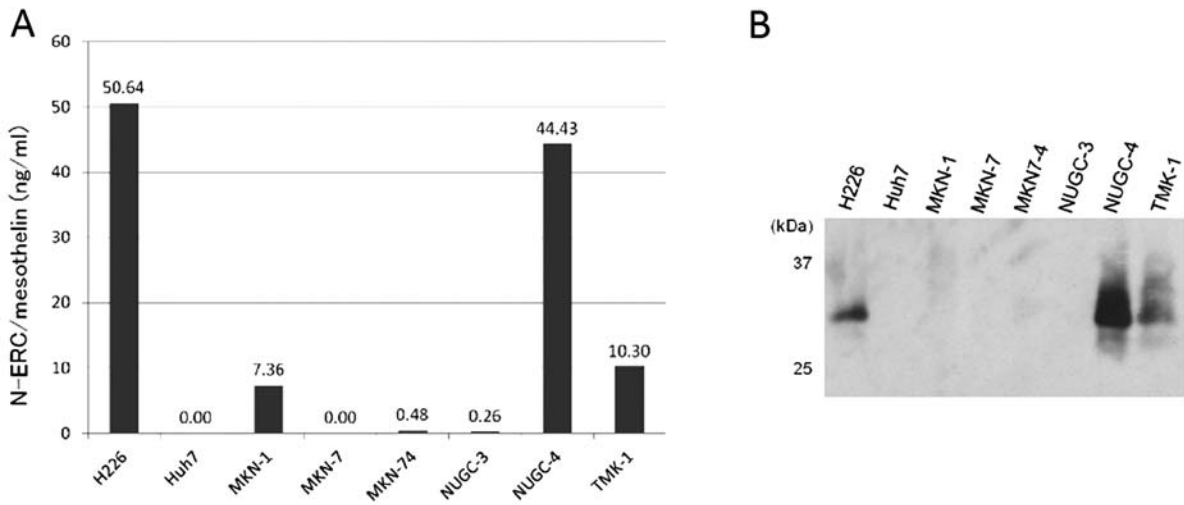 A
N-ERC/mesothelin (ng/ml)
60
50
40
30
20
10
0
50.64
0.00
7.36
0.00
0.48
0.26
44.43
10.30
H226
Huh7
MKN-1
MKN-7
MKN-74
NUGC-3
NUGC-4
TMK-1
B
H226
Huh7
MKN-1
MKN-7
MKN7-4
NUGC-3
NUGC-4
TMK-1
(kDa)
37
25